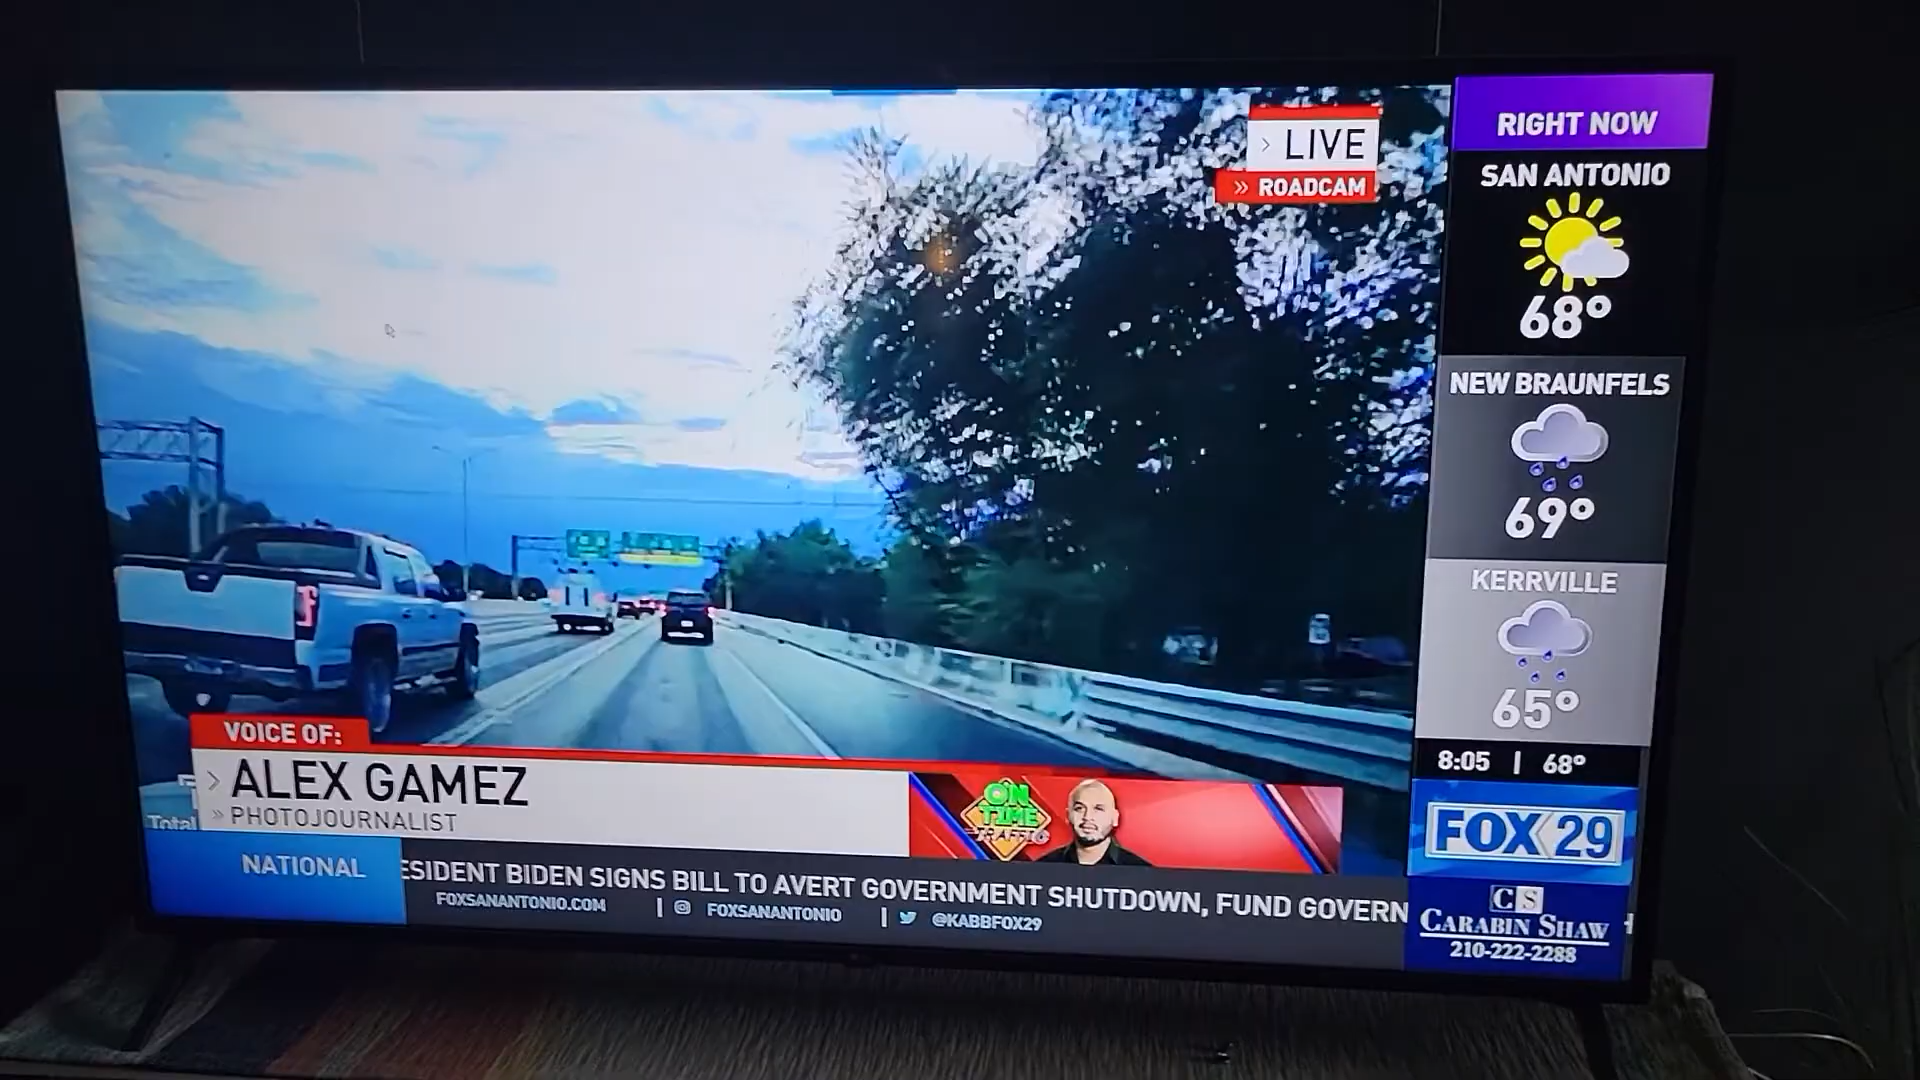 LIVE
ROADCAM
RIGHT NOW
SAN ANTONIO
68°
NEW BRAUNFELS
69°
KERRVILLE
65°
8:05 | 68°
FOX 29
CS
CARABIN SHAW
210-222-2288
VOICE OF:
ALEX GAMEZ
PHOTOJOURNALIST
ON
TIME
TRAFFIC
Total
NATIONAL
ESIDENT BIDEN SIGNS BILL TO AVERT GOVERNMENT SHUTDOWN, FUND GOVERN
FOXSANANTONIO.COM | FOXSANANTONIO | @KABBFOX29